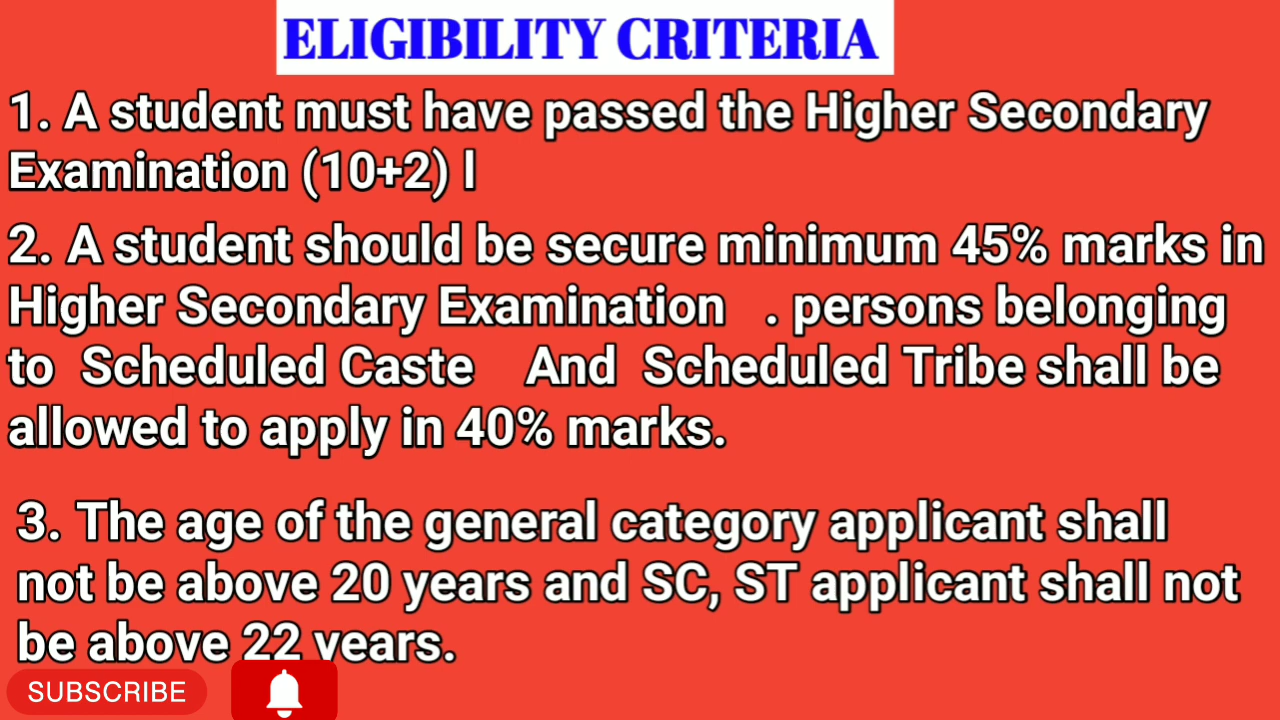 ELIGIBILITY CRITERIA
1. A student must have passed the Higher Secondary
Examination (10+2) l
2. A student should be secure minimum 45% marks in
Higher Secondary Examination . persons belonging
to Scheduled Caste And Scheduled Tribe shall be
allowed to apply in 40% marks.
3. The age of the general category applicant shall
not be above 20 years and SC, ST applicant shall not
be above 22 years.
SUBSCRIBE